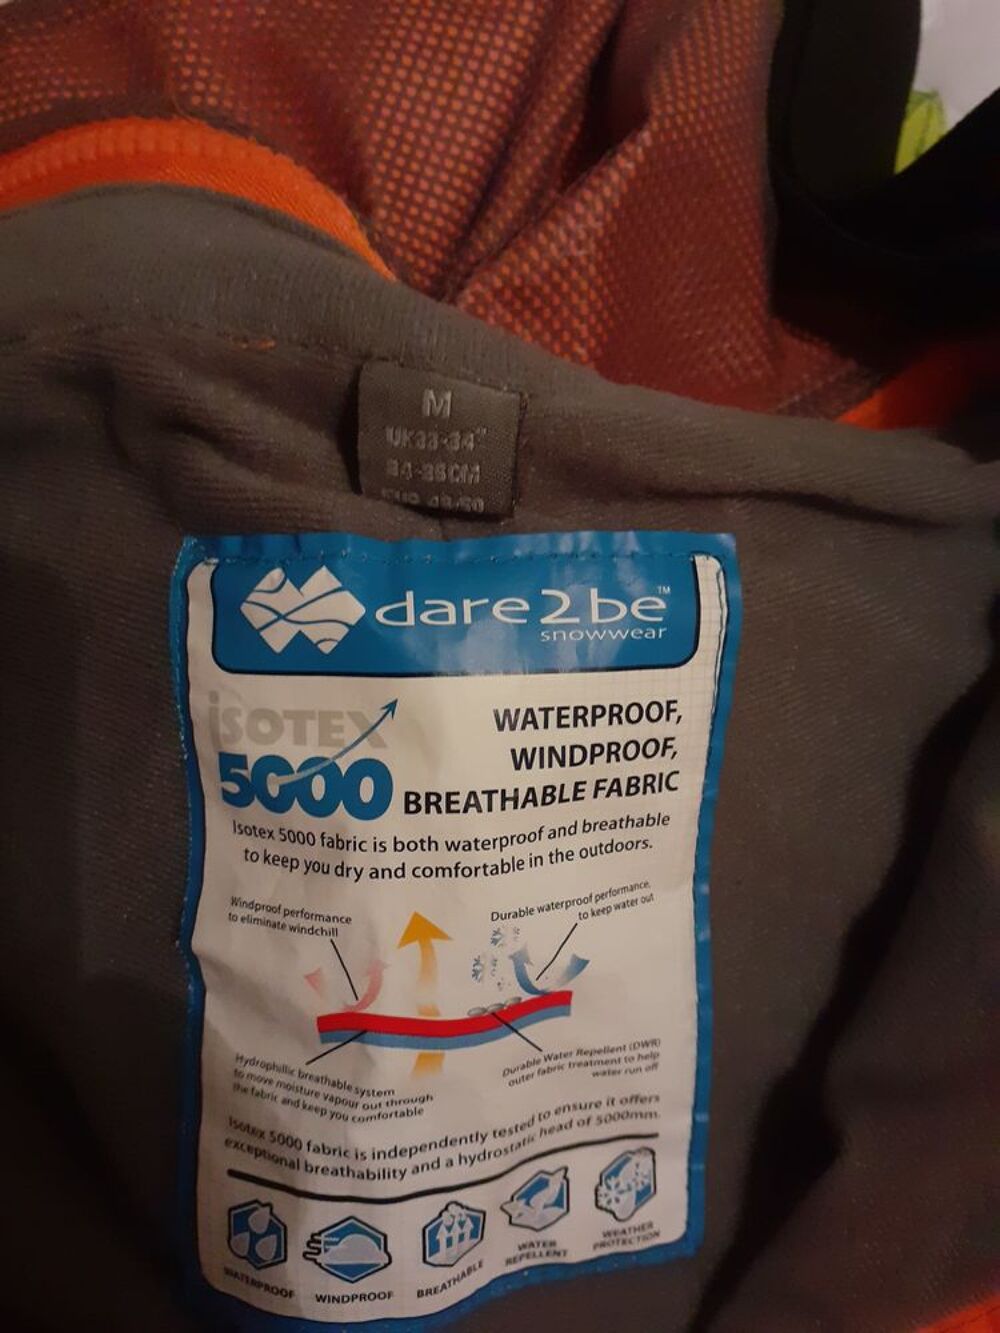 M
UK33-34"
dare2be™
snowwear
isotex
5000
WATERPROOF,
WINDPROOF,
BREATHABLE FABRIC
Isotex 5000 fabric is both waterproof and breathable
to keep you dry and comfortable in the outdoors.
Windproof performance
to eliminate windchill
Durable waterproof performance,
to keep water out
Hydrophillic breathable system
to move moisture vapour out through
the fabric and keep you comfortable
Durable Water Repellent (DWR)
outer fabric treatment to help
water run off
Isotex 5000 fabric is independently tested to ensure it offers
exceptional breathability and a hydrostatic head of 5000mm.
WATERPROOF
WINDPROOF
BREATHABLE
WATER
REPELLENT
WEATHER
PROTECTION